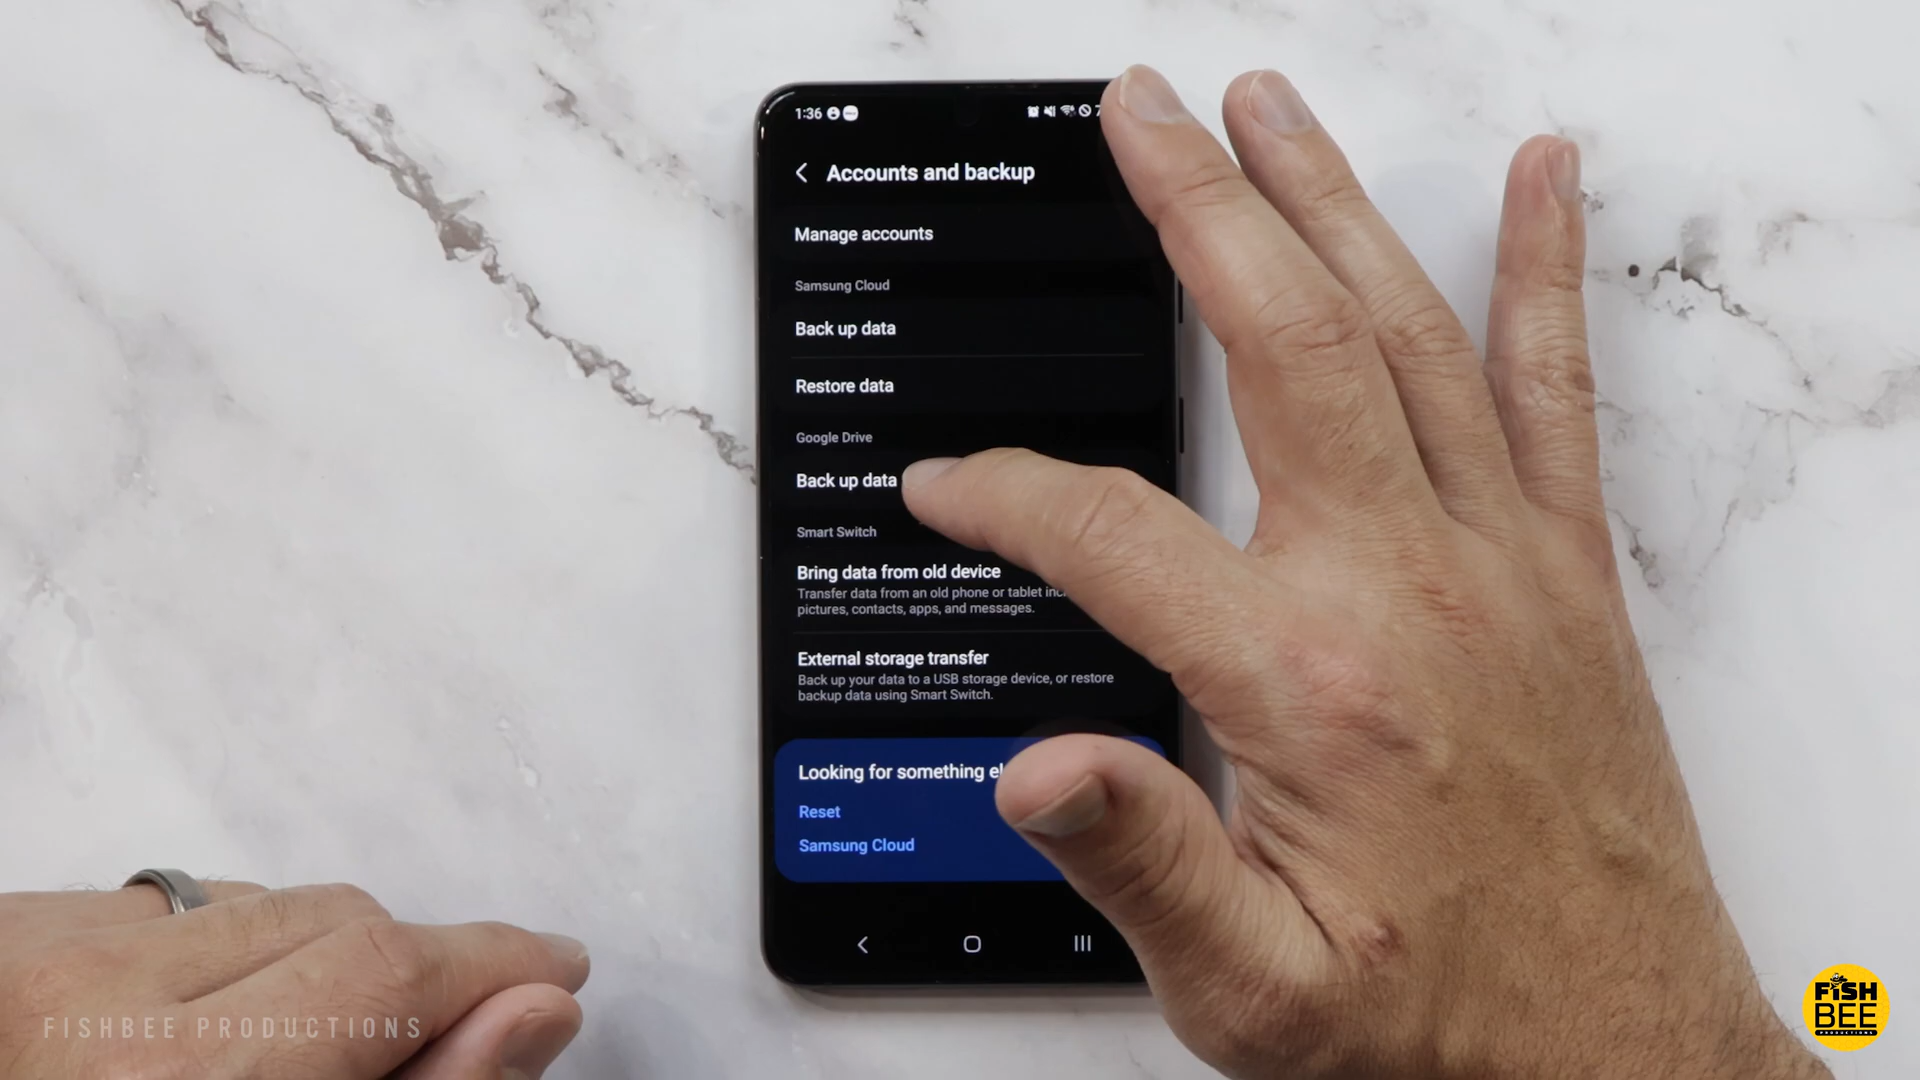 1:36
Accounts and backup
Manage accounts
Samsung Cloud
Back up data
Restore data
Google Drive
Back up data
Smart Switch
Bring data from old device
Transfer data from an old phone or tablet
pictures, contacts, apps, and messages.
External storage transfer
Back up your data to a USB storage device, or restore
backup data using Smart Switch.
Looking for something
Reset
Samsung Cloud
FISHBEE PRODUCTIONS
FISH
BEE
PRODUCTIONS